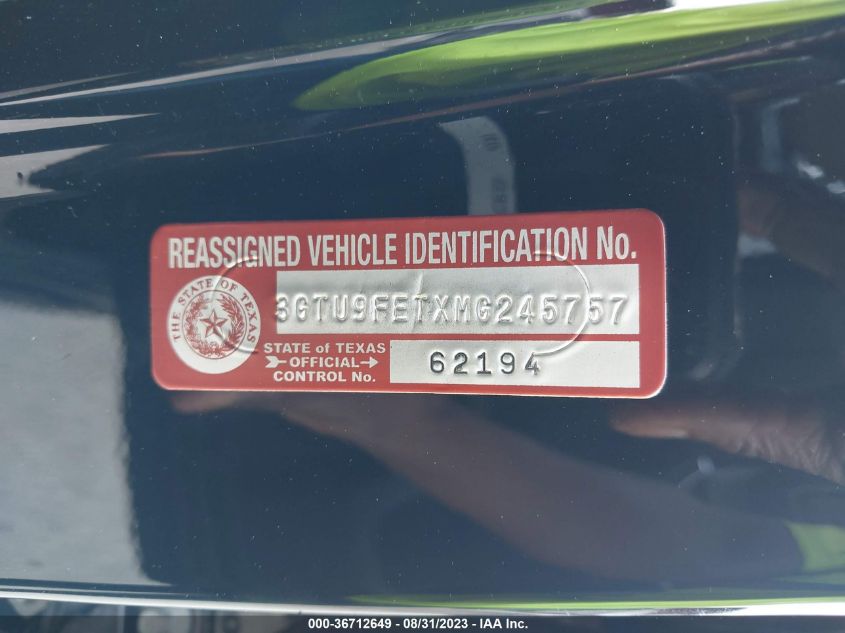 REASSIGNED VEHICLE IDENTIFICATION No.
3GTU9FETXMG245757
THE STATE OF TEXAS
STATE of TEXAS
OFFICIAL
CONTROL No.
62194
000-36712649 - 08/31/2023 - IAA Inc.